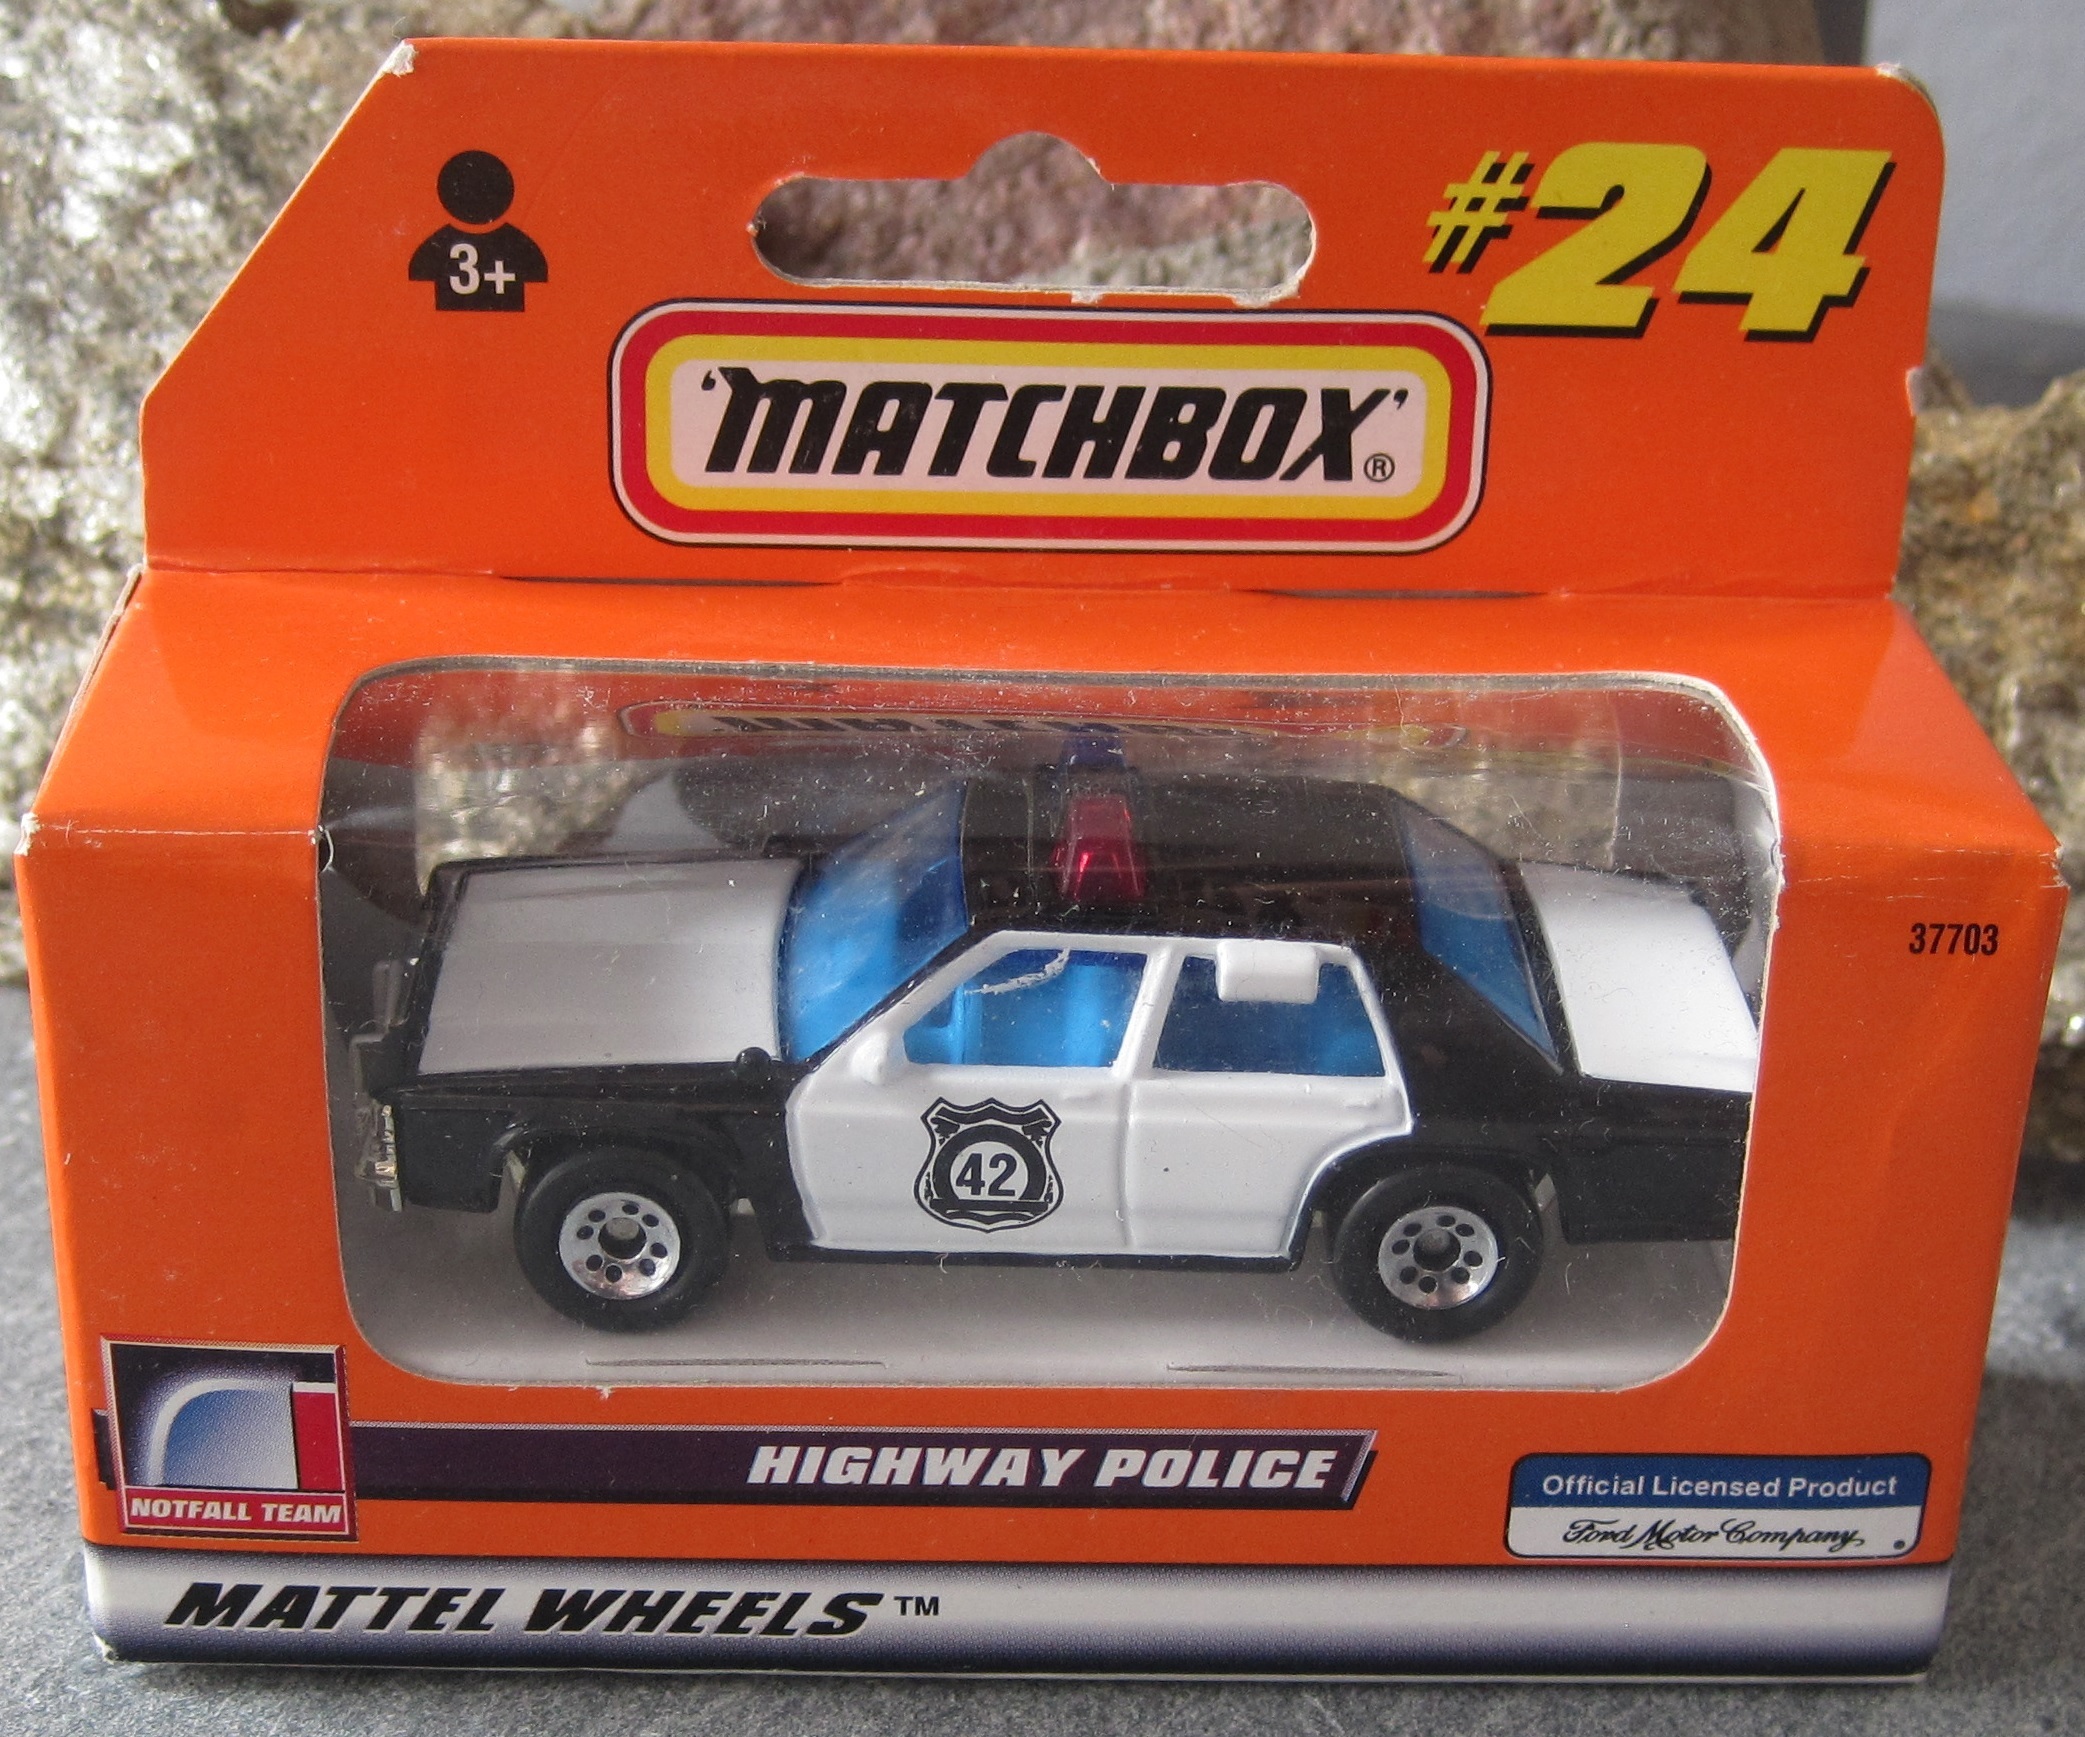 3+
#24
'MATCHBOX'®
37703
42
HIGHWAY POLICE
NOTFALL TEAM
Official Licensed Product
Ford Motor Company
MATTEL WHEELS™